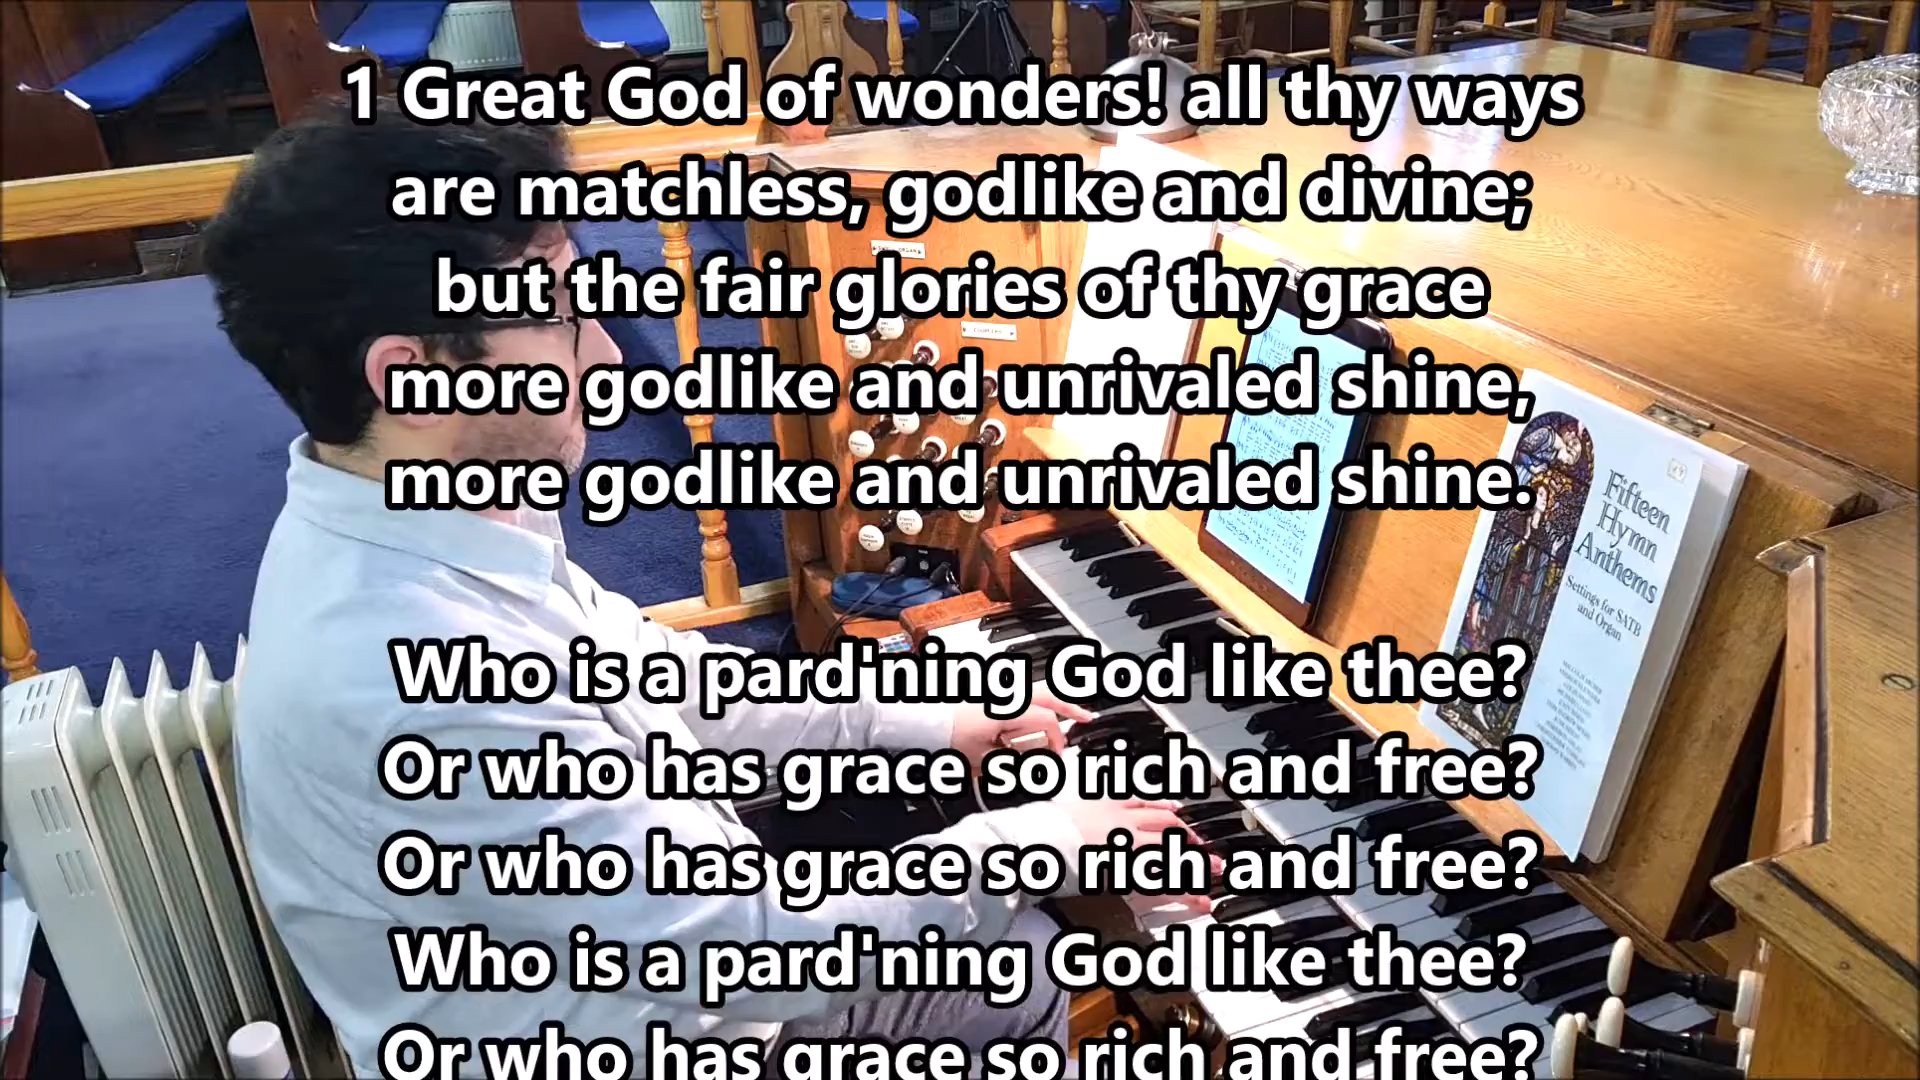 1 Great God of wonders! all thy ways
are matchless, godlike and divine;
but the fair glories of thy grace
more godlike and unrivaled shine,
more godlike and unrivaled shine.
Who is a pard'ning God like thee?
Or who has grace so rich and free?
Or who has grace so rich and free?
Who is a pard'ning God like thee?
Or who has grace so rich and free?
Fifteen
Hymn
Anthems
Settings for SATB
and Organ